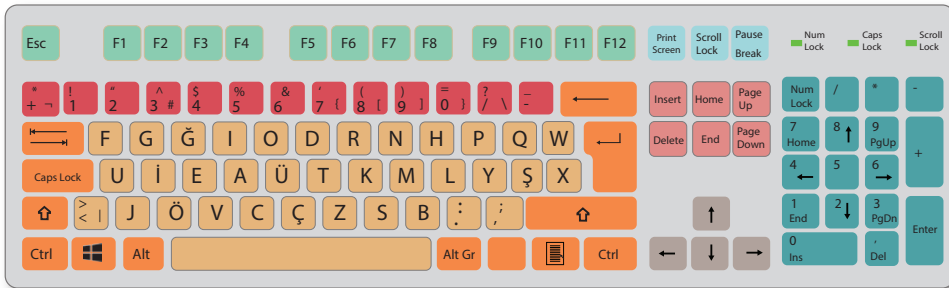 Esc F1 F2 F3 F4 F5 F6 F7 F8 F9 F10 F11 F12 Print Screen Scroll Lock Pause Break Num Lock Caps Lock Scroll Lock
* + ¬ ! 1 " 2 ^ 3 # $ 4 % 5 & 6 ' 7 { ( 8 [ ) 9 ] = 0 } ? / \ _ - Insert Home Page Up Num Lock / * -
F G Ğ I O D R N H P Q W Delete End Page Down 7 Home 8 9 PgUp +
Caps Lock U İ E A Ü T K M L Y Ş X 4 5 6
> < | J Ö V C Ç Z S B : . ; , 1 End 2 3 PgDn Enter
Ctrl Alt Alt Gr Ctrl 0 Ins , Del